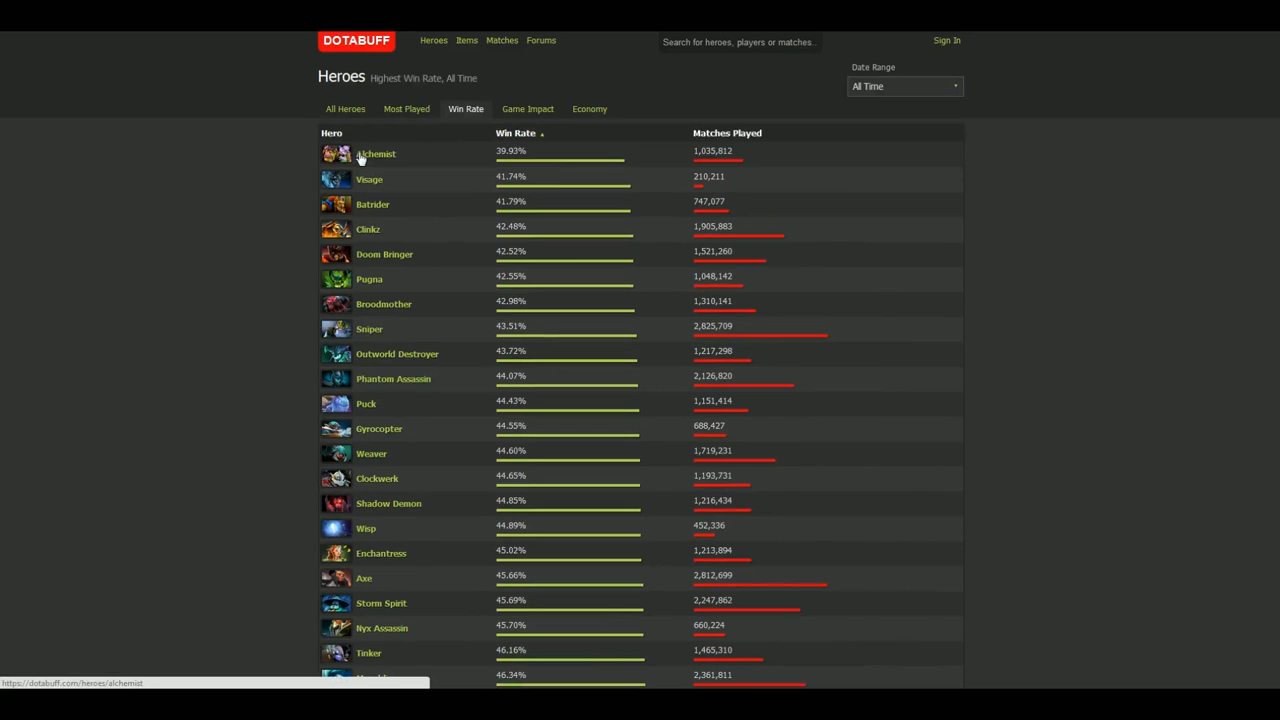 DOTABUFF Heroes Items Matches Forums Search for heroes, players or matches.. Sign In
Date Range
Heroes Highest Win Rate, All Time
All Time
All Heroes Most Played Win Rate Game Impact Economy
Hero Win Rate Matches Played
Alchemist 39.93% 1,035,812
Visage 41.74% 210,211
Batrider 41.79% 747,077
Clinkz 42.48% 1,905,883
Doom Bringer 42.52% 1,521,260
Pugna 42.55% 1,048,142
Broodmother 42.98% 1,310,141
Sniper 43.51% 2,825,709
Outworld Destroyer 43.72% 1,217,298
Phantom Assassin 44.07% 2,126,820
Puck 44.43% 1,151,414
Gyrocopter 44.55% 688,427
Weaver 44.60% 1,719,231
Clockwerk 44.65% 1,193,731
Shadow Demon 44.85% 1,216,434
Wisp 44.89% 452,336
Enchantress 45.02% 1,213,894
Axe 45.66% 2,812,699
Storm Spirit 45.69% 2,247,862
Nyx Assassin 45.70% 660,224
Tinker 46.16% 1,465,310
46.34% 2,361,811
https://dotabuff.com/heroes/alchemist